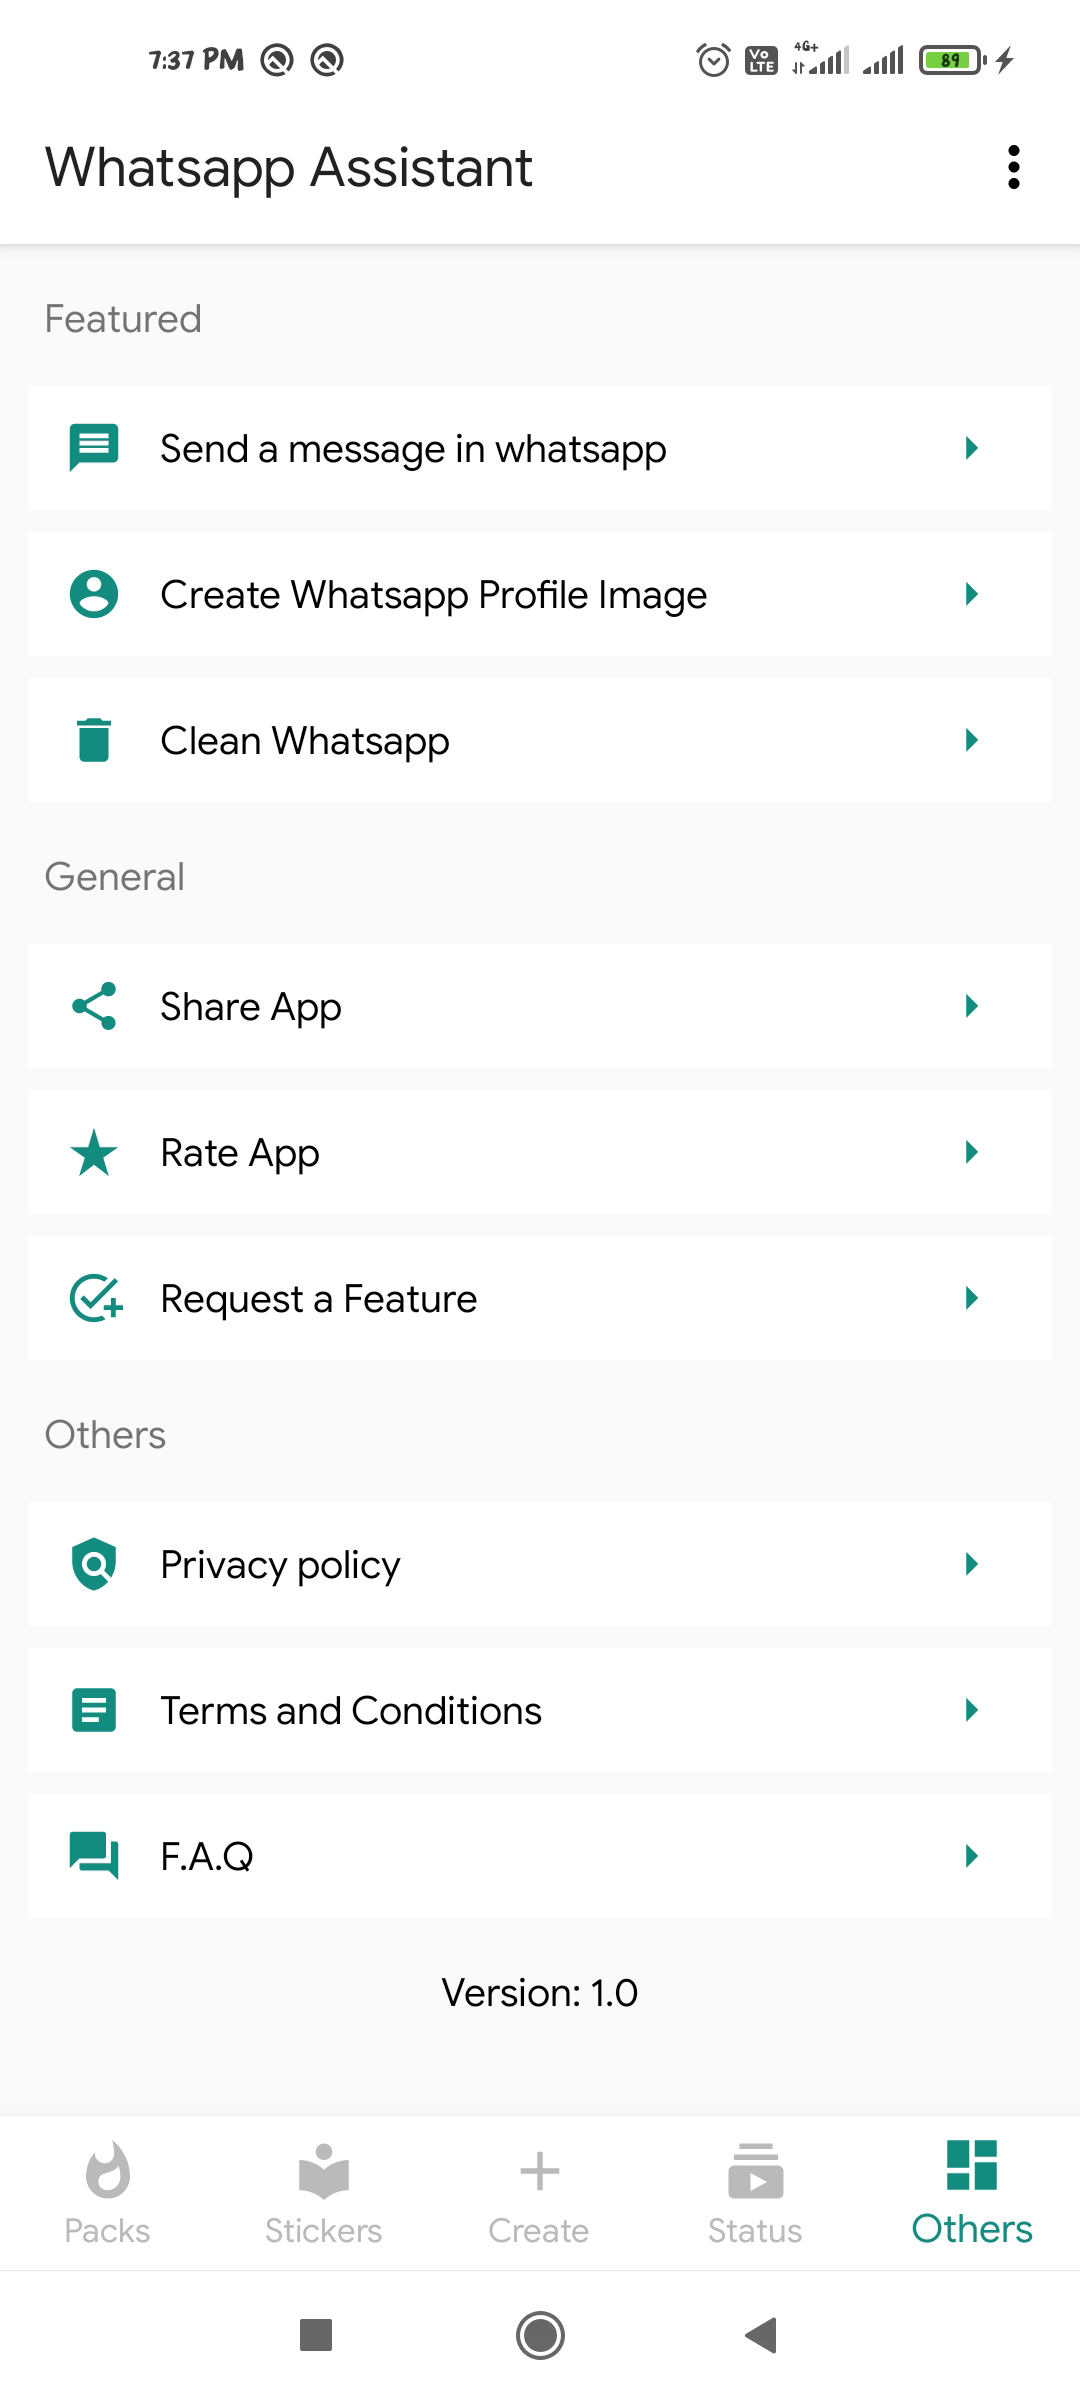 7:37 PM
Vo LTE
4G+
89
Whatsapp Assistant
Featured
Send a message in whatsapp
Create Whatsapp Profile Image
Clean Whatsapp
General
Share App
Rate App
Request a Feature
Others
Privacy policy
Terms and Conditions
F.A.Q
Version: 1.0
Packs
Stickers
Create
Status
Others